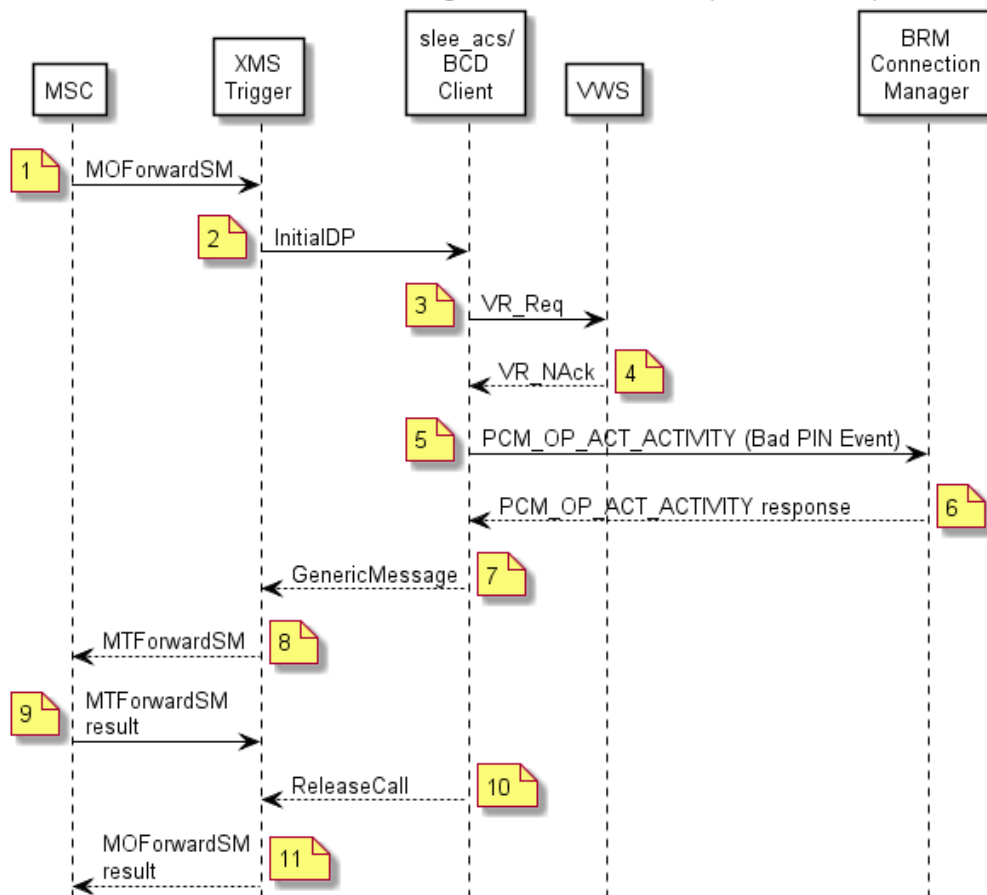 MSC
XMS
Trigger
slee_acs/
BCD
Client
VWS
BRM
Connection
Manager
1
MOForwardSM
2
InitialDP
3
VR_Req
VR_NAck
4
5
PCM_OP_ACT_ACTIVITY (Bad PIN Event)
PCM_OP_ACT_ACTIVITY response
6
GenericMessage
7
MTForwardSM
8
9
MTForwardSM
result
ReleaseCall
10
MOForwardSM
result
11